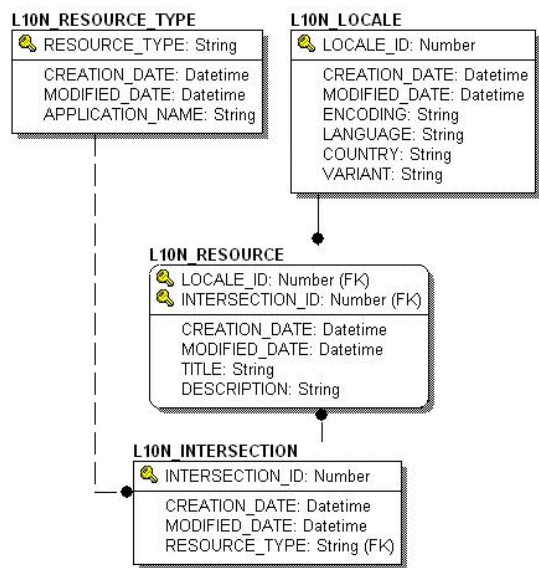 L10N_RESOURCE_TYPE
RESOURCE_TYPE: String
CREATION_DATE: Datetime
MODIFIED_DATE: Datetime
APPLICATION_NAME: String
L10N_LOCALE
LOCALE_ID: Number
CREATION_DATE: Datetime
MODIFIED_DATE: Datetime
ENCODING: String
LANGUAGE: String
COUNTRY: String
VARIANT: String
L10N_RESOURCE
LOCALE_ID: Number (FK)
INTERSECTION_ID: Number (FK)
CREATION_DATE: Datetime
MODIFIED_DATE: Datetime
TITLE: String
DESCRIPTION: String
L10N_INTERSECTION
INTERSECTION_ID: Number
CREATION_DATE: Datetime
MODIFIED_DATE: Datetime
RESOURCE_TYPE: String (FK)